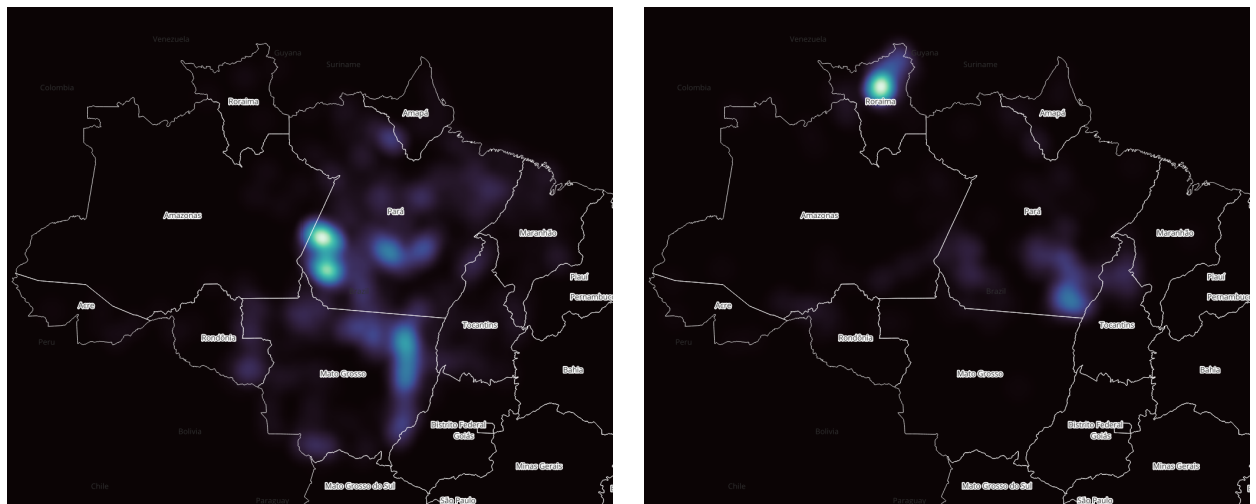 Venezuela
Guyana
Suriname
Colombia
Roraima
Amapá
Amazonas
Pará
Maranhão
Piauí
Pernambuco
Acre
Rondônia
Tocantins
Peru
Mato Grosso
Bahia
Distrito Federal
Goiás
Bolivia
Minas Gerais
Mato Grosso do Sul
Chile
Paraguay
São Paulo
Venezuela
Guyana
Suriname
Colombia
Roraima
Amapá
Amazonas
Pará
Maranhão
Piauí
Pernambuco
Brazil
Acre
Rondônia
Tocantins
Peru
Mato Grosso
Bahia
Distrito Federal
Goiás
Bolivia
Minas Gerais
Mato Grosso do Sul
Chile
Paraguay
São Paulo